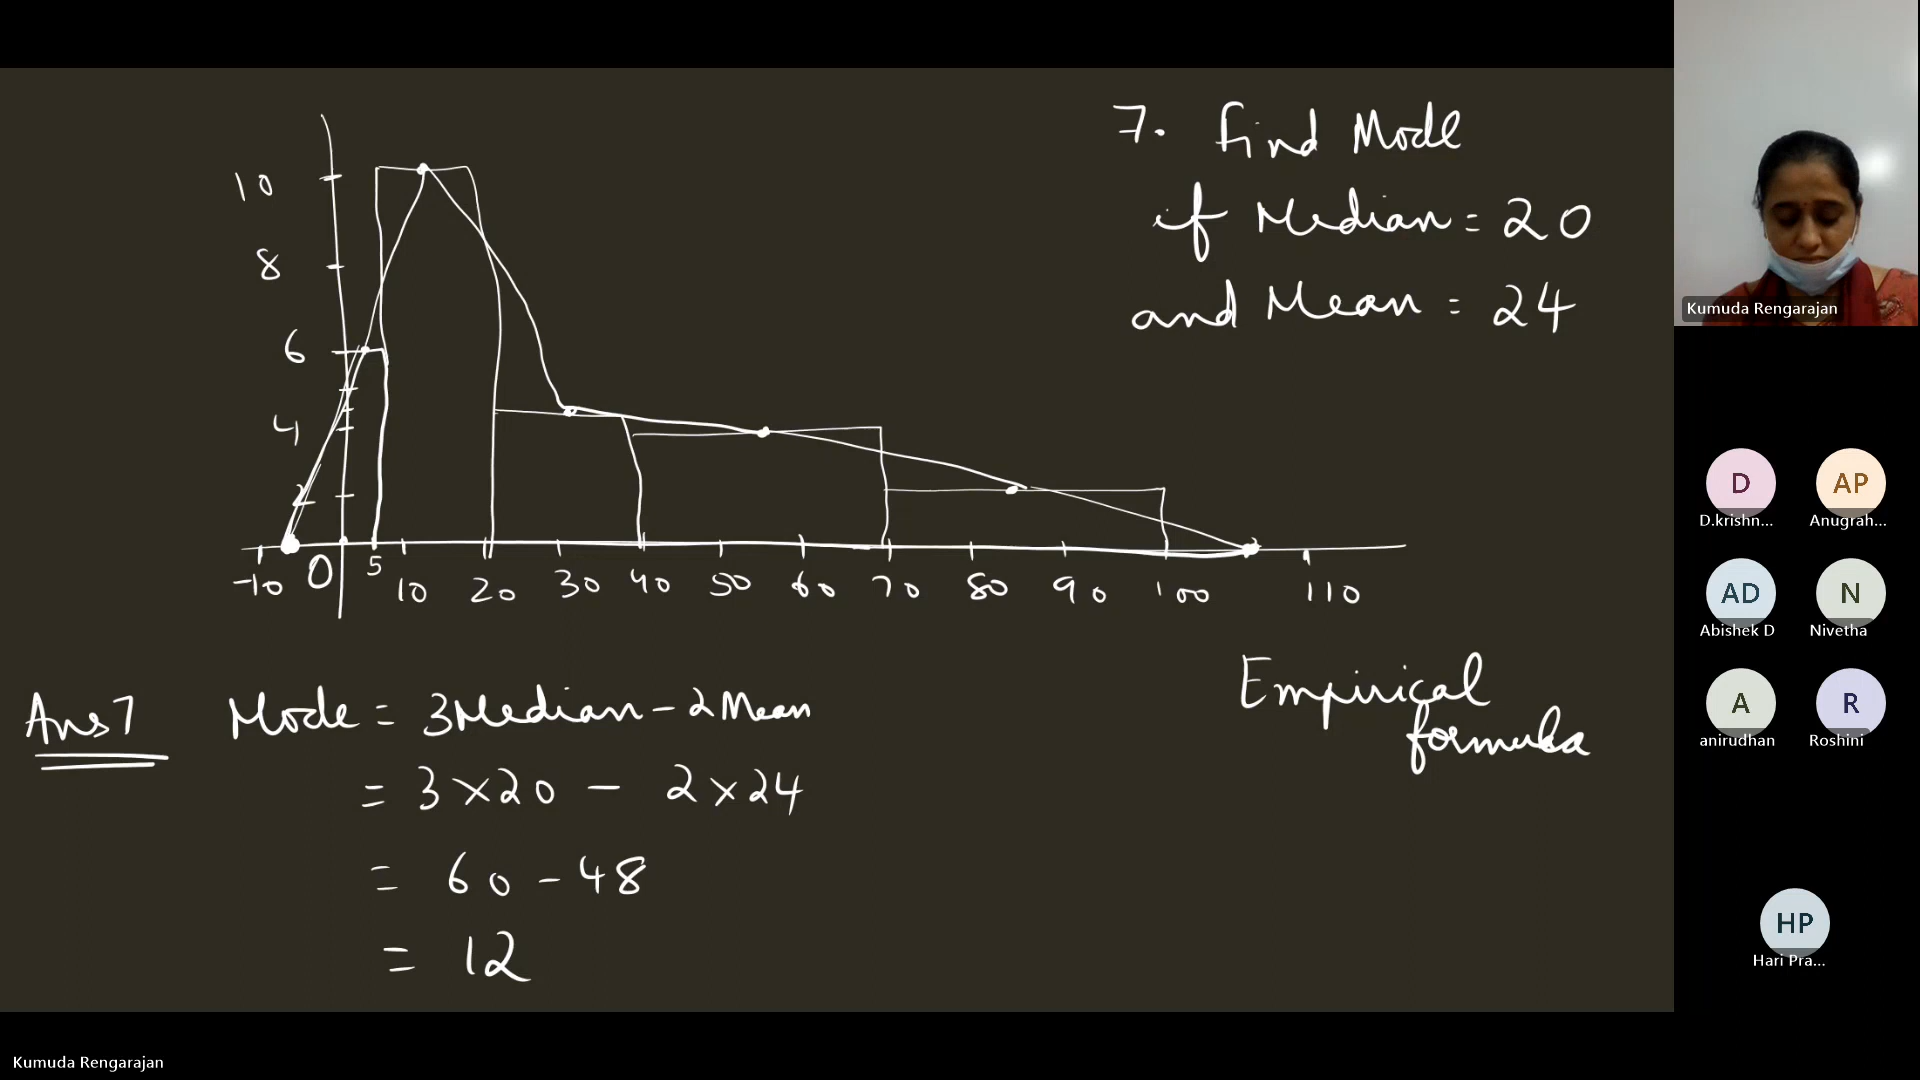 10
8
6
4
2
-10 0 5 10 20 30 40 50 60 70 80 90 100 110
7. Find Mode
if Median = 20
and Mean = 24
Ans 7 Mode = 3Median - 2Mean
= 3 × 20 - 2 × 24
= 60 - 48
= 12
Empirical
formula
Kumuda Rengarajan
D
AP
D.krishn...
Anugrah...
AD
N
Abishek D
Nivetha
A
R
anirudhan
Roshini
HP
Hari Pra...
Kumuda Rengarajan